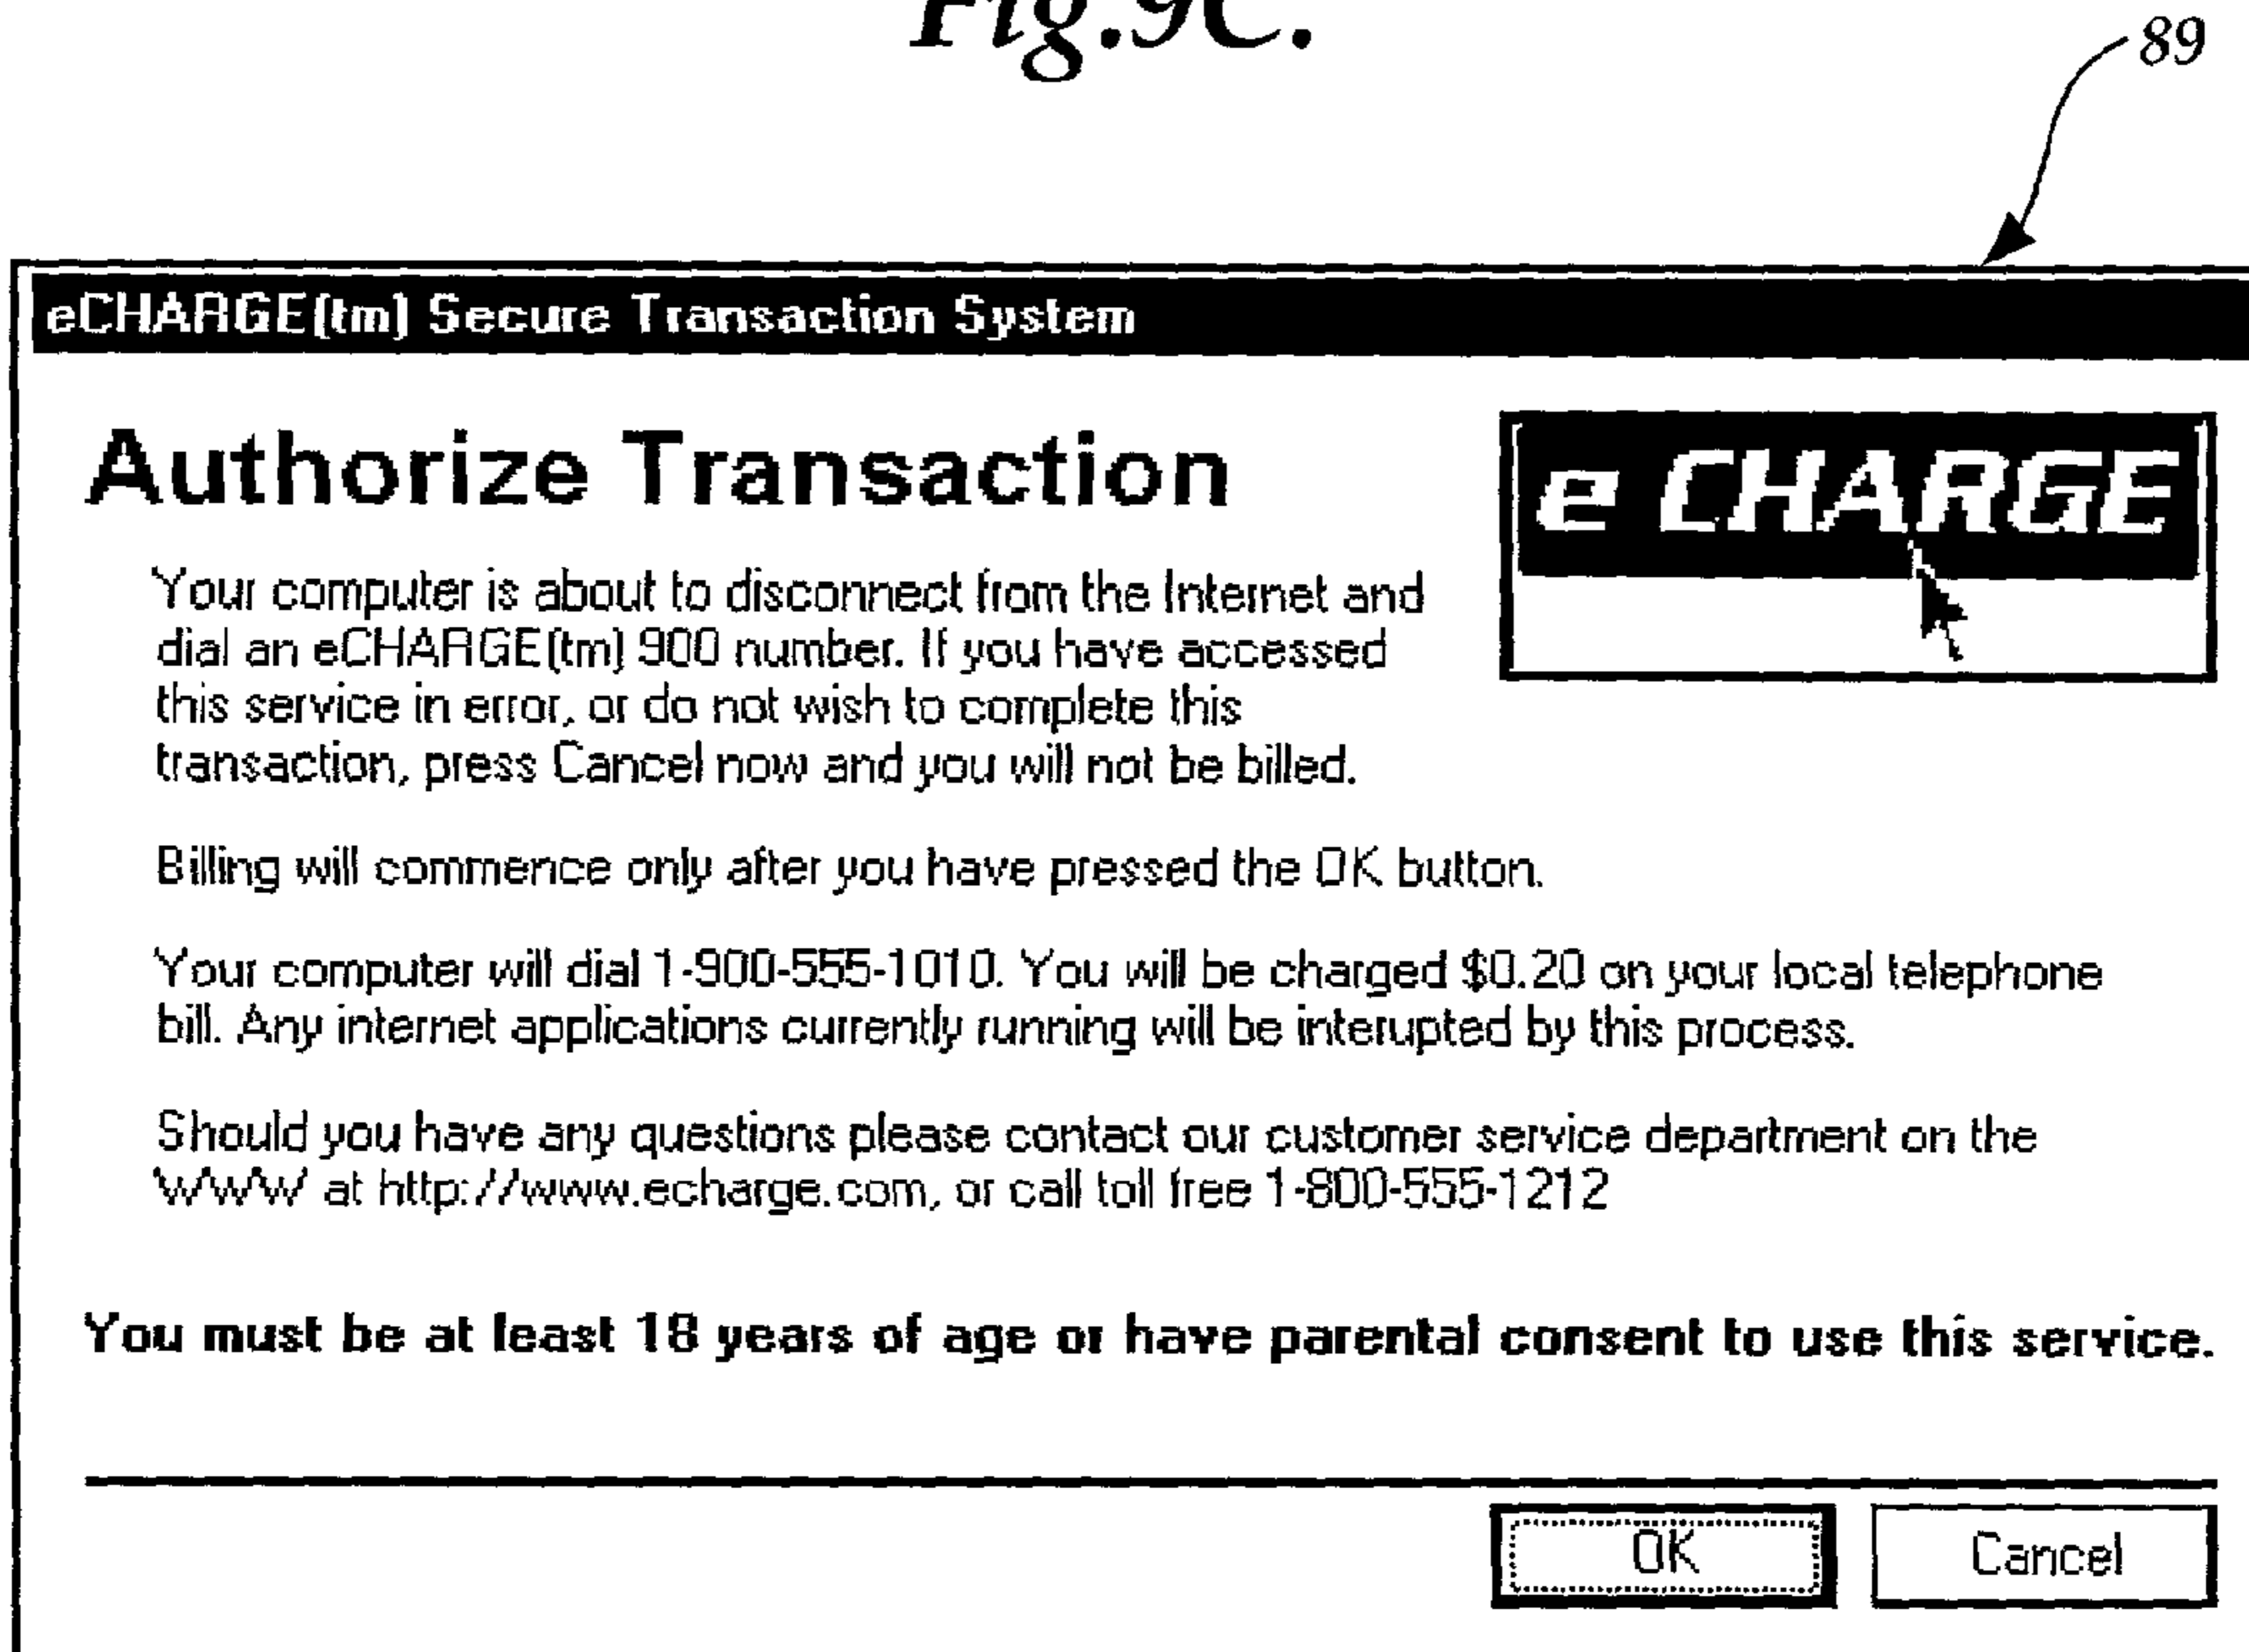 Fig.9C.
89
eCHARGE(tm) Secure Transaction System
Authorize Transaction
e CHARGE
Your computer is about to disconnect from the Internet and
dial an eCHARGE(tm) 900 number. If you have accessed
this service in error, or do not wish to complete this
transaction, press Cancel now and you will not be billed.
Billing will commence only after you have pressed the OK button.
Your computer will dial 1-900-555-1010. You will be charged $0.20 on your local telephone
bill. Any internet applications currently running will be interupted by this process.
Should you have any questions please contact our customer service department on the
WWW at http://www.echarge.com, or call toll free 1-800-555-1212
You must be at least 18 years of age or have parental consent to use this service.
OK
Cancel